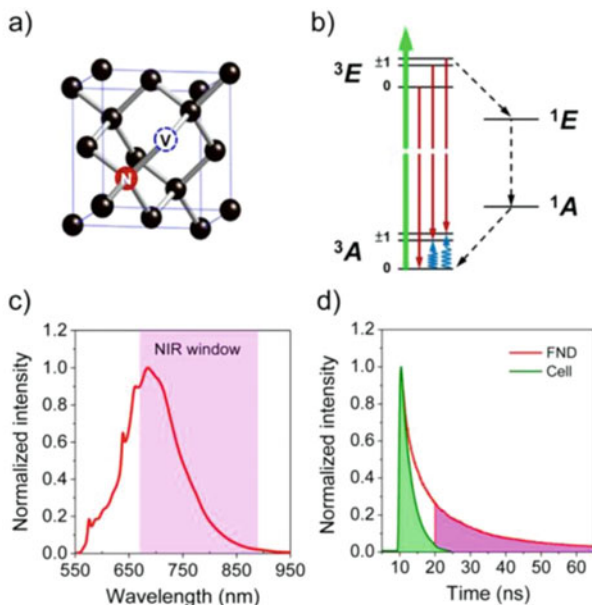 a)
N
V
b)
³E
±1
0
¹E
¹A
³A
±1
0
c)
Normalized intensity
1.2
1.0
0.8
0.6
0.4
0.2
0.0
NIR window
550
650
750
850
950
Wavelength (nm)
d)
Normalized intensity
1.2
1.0
0.8
0.6
0.4
0.2
0.0
FND
Cell
10
20
30
40
50
60
Time (ns)